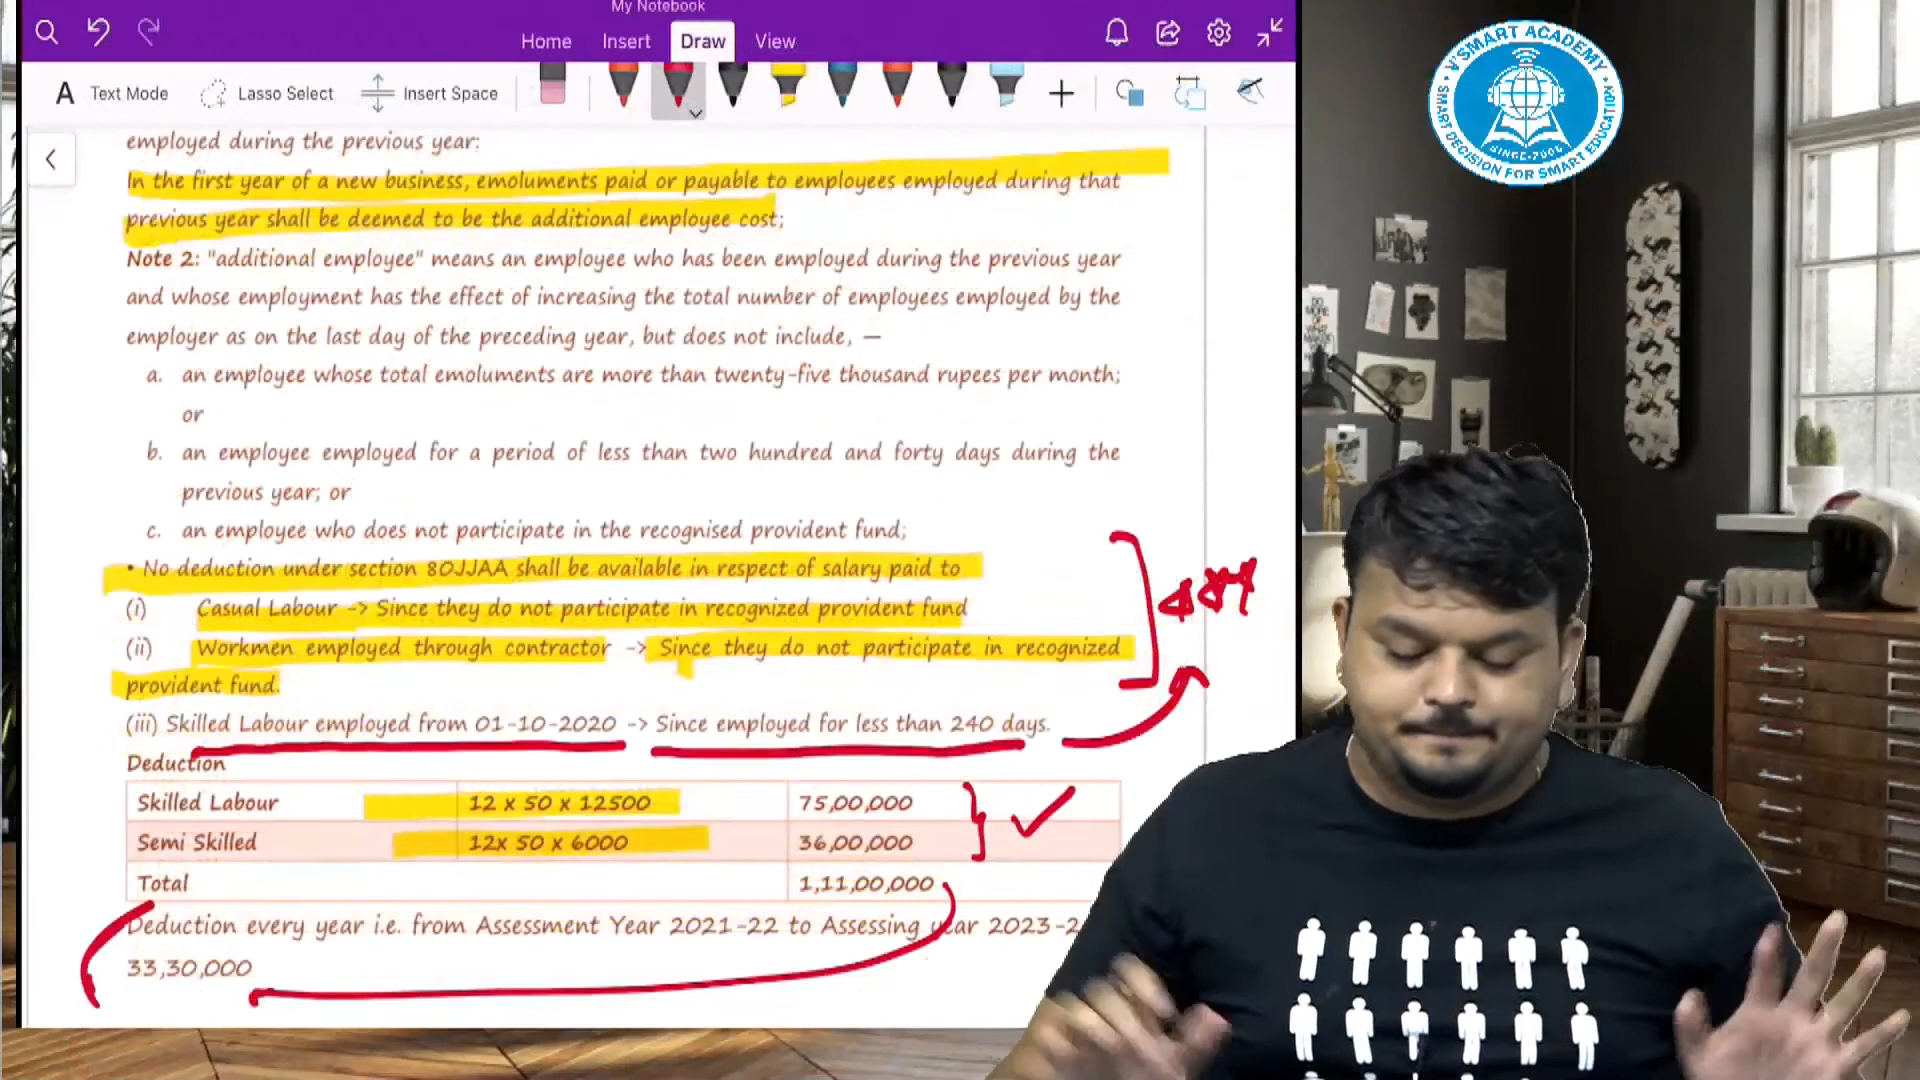 My Notebook
Home Insert Draw View
A Text Mode Lasso Select Insert Space
employed during the previous year:
In the first year of a new business, emoluments paid or payable to employees employed during that
previous year shall be deemed to be the additional employee cost;
Note 2: "additional employee" means an employee who has been employed during the previous year
and whose employment has the effect of increasing the total number of employees employed by the
employer as on the last day of the preceding year, but does not include, —
a. an employee whose total emoluments are more than twenty-five thousand rupees per month;
or
b. an employee employed for a period of less than two hundred and forty days during the
previous year; or
c. an employee who does not participate in the recognised provident fund;
• No deduction under section 80JJAA shall be available in respect of salary paid to
(i) Casual Labour -> Since they do not participate in recognized provident fund
(ii) Workmen employed through contractor -> Since they do not participate in recognized
provident fund.
(iii) Skilled Labour employed from 01-10-2020 -> Since employed for less than 240 days.
Deduction
Skilled Labour 12 x 50 x 12500 75,00,000
Semi Skilled 12x 50 x 6000 36,00,000
Total 1,11,00,000
Deduction every year i.e. from Assessment Year 2021-22 to Assessing year 2023-2
33,30,000
V'SMART ACADEMY
SINCE-2006
SMART DECISION FOR SMART EDUCATION